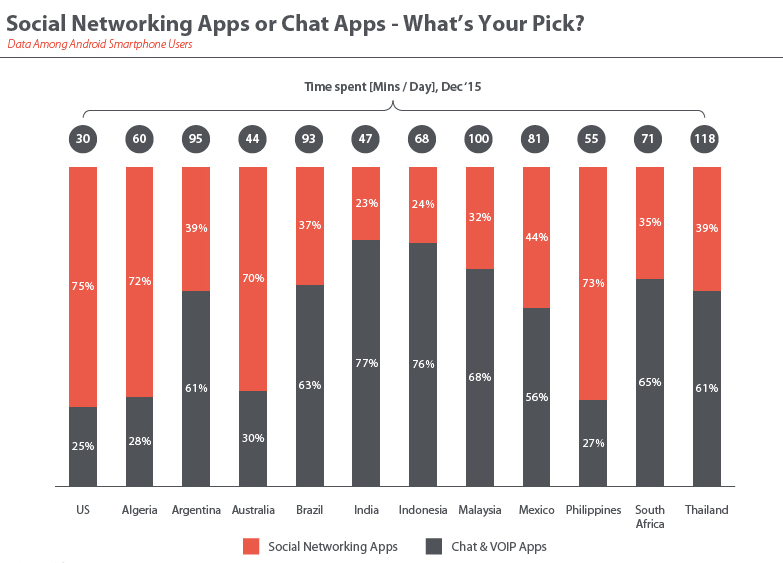 Social Networking Apps or Chat Apps - What's Your Pick?
Data Among Android Smartphone Users
Time spent [Mins / Day], Dec '15
30 60 95 44 93 47 68 100 81 55 71 118
75% 72% 39% 70% 37% 23% 24% 32% 44% 73% 35% 39%
25% 28% 61% 30% 63% 77% 76% 68% 56% 27% 65% 61%
US Algeria Argentina Australia Brazil India Indonesia Malaysia Mexico Philippines South Africa Thailand
Social Networking Apps Chat & VOIP Apps